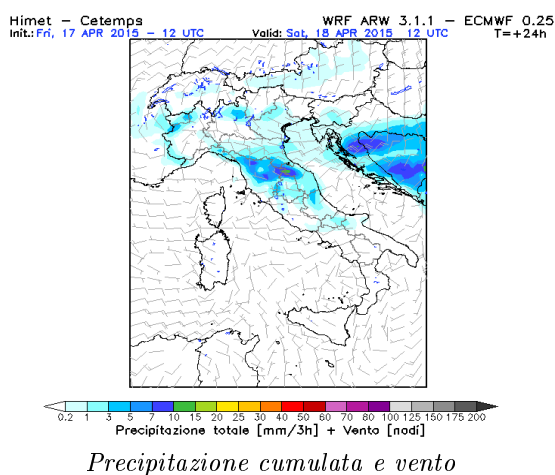 Himet – Cetemps WRF ARW 3.1.1 – ECMWF 0.25
Init.: Fri, 17 APR 2015 – 12 UTC Valid: Sat, 18 APR 2015 12 UTC T=+24h
0.2 1 3 5 7 10 15 20 25 30 40 50 60 70 80 100 125 150 175 200
Precipitazione totale [mm/3h] + Vento [nodi]
Precipitazione cumulata e vento